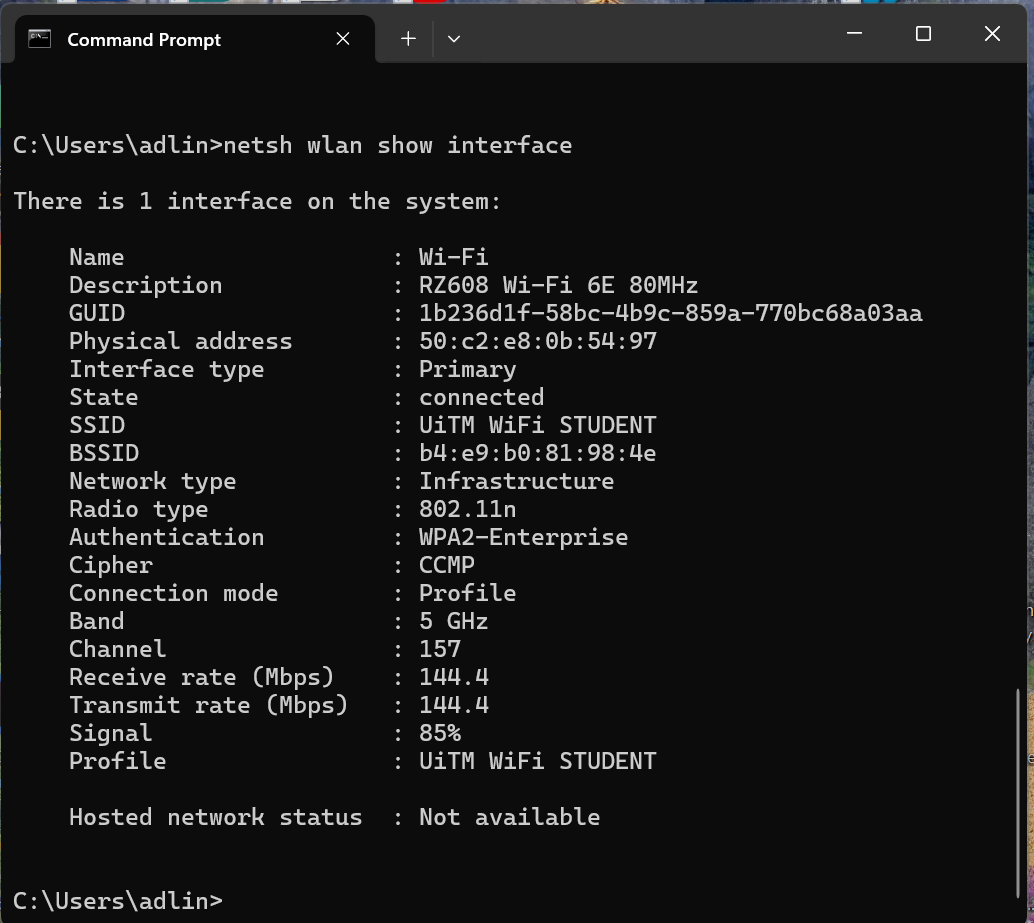 Command Prompt
C:\Users\adlin>netsh wlan show interface
There is 1 interface on the system:
Name : Wi-Fi
Description : RZ608 Wi-Fi 6E 80MHz
GUID : 1b236d1f-58bc-4b9c-859a-770bc68a03aa
Physical address : 50:c2:e8:0b:54:97
Interface type : Primary
State : connected
SSID : UiTM WiFi STUDENT
BSSID : b4:e9:b0:81:98:4e
Network type : Infrastructure
Radio type : 802.11n
Authentication : WPA2-Enterprise
Cipher : CCMP
Connection mode : Profile
Band : 5 GHz
Channel : 157
Receive rate (Mbps) : 144.4
Transmit rate (Mbps) : 144.4
Signal : 85%
Profile : UiTM WiFi STUDENT
Hosted network status : Not available
C:\Users\adlin>